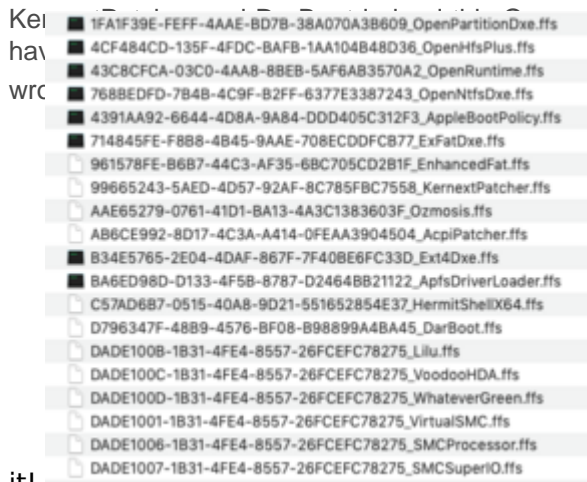 Ke
1FA1F39E-FEFF-4AAE-BD7B-38A070A3B609_OpenPartitionDxe.ffs
hav
4CF484CD-135F-4FDC-BAFB-1AA104B48D36_OpenHfsPlus.ffs
43C8CFCA-03C0-4AA8-8BEB-5AF6AB3570A2_OpenRuntime.ffs
wro
768BEDFD-7B4B-4C9F-B2FF-6377E3387243_OpenNtfsDxe.ffs
4391AA92-6644-4D8A-9A84-DDD405C312F3_AppleBootPolicy.ffs
714845FE-F8B8-4B45-9AAE-708ECDDFCB77_ExFatDxe.ffs
961578FE-B6B7-44C3-AF35-6BC705CD2B1F_EnhancedFat.ffs
99665243-5AED-4D57-92AF-8C785FBC7558_KernextPatcher.ffs
AAE65279-0761-41D1-BA13-4A3C1383603F_Ozmosis.ffs
AB6CE992-8D17-4C3A-A414-0FEAA3904504_AcpiPatcher.ffs
B34E5765-2E04-4DAF-867F-7F40BE6FC33D_Ext4Dxe.ffs
BA6ED98D-D133-4F5B-8787-D2464BB21122_ApfsDriverLoader.ffs
C57AD6B7-0515-40A8-9D21-551652854E37_HermitShellX64.ffs
D796347F-48B9-4576-BF08-B98899A4BA45_DarBoot.ffs
DADE100B-1B31-4FE4-8557-26FCEFC78275_Lilu.ffs
DADE100C-1B31-4FE4-8557-26FCEFC78275_VoodooHDA.ffs
DADE100D-1B31-4FE4-8557-26FCEFC78275_WhateverGreen.ffs
DADE1001-1B31-4FE4-8557-26FCEFC78275_VirtualSMC.ffs
DADE1006-1B31-4FE4-8557-26FCEFC78275_SMCProcessor.ffs
DADE1007-1B31-4FE4-8557-26FCEFC78275_SMCSuperIO.ffs
it!